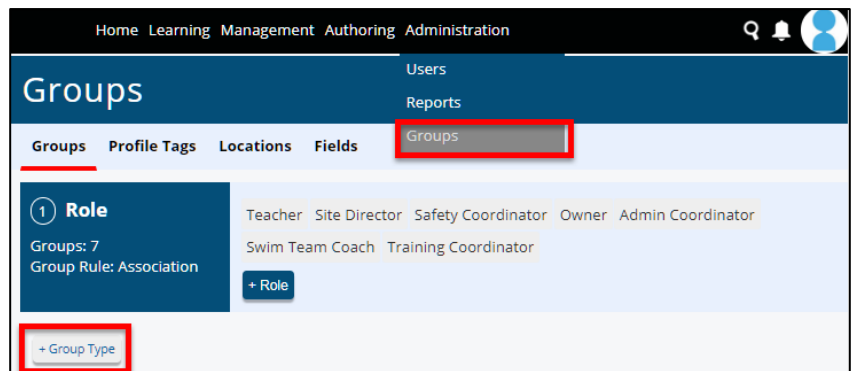 Home Learning Management Authoring Administration
Users
Groups
Reports
Groups
Groups Profile Tags Locations Fields
1 Role
Groups: 7
Group Rule: Association
Teacher Site Director Safety Coordinator Owner Admin Coordinator
Swim Team Coach Training Coordinator
+ Role
+ Group Type